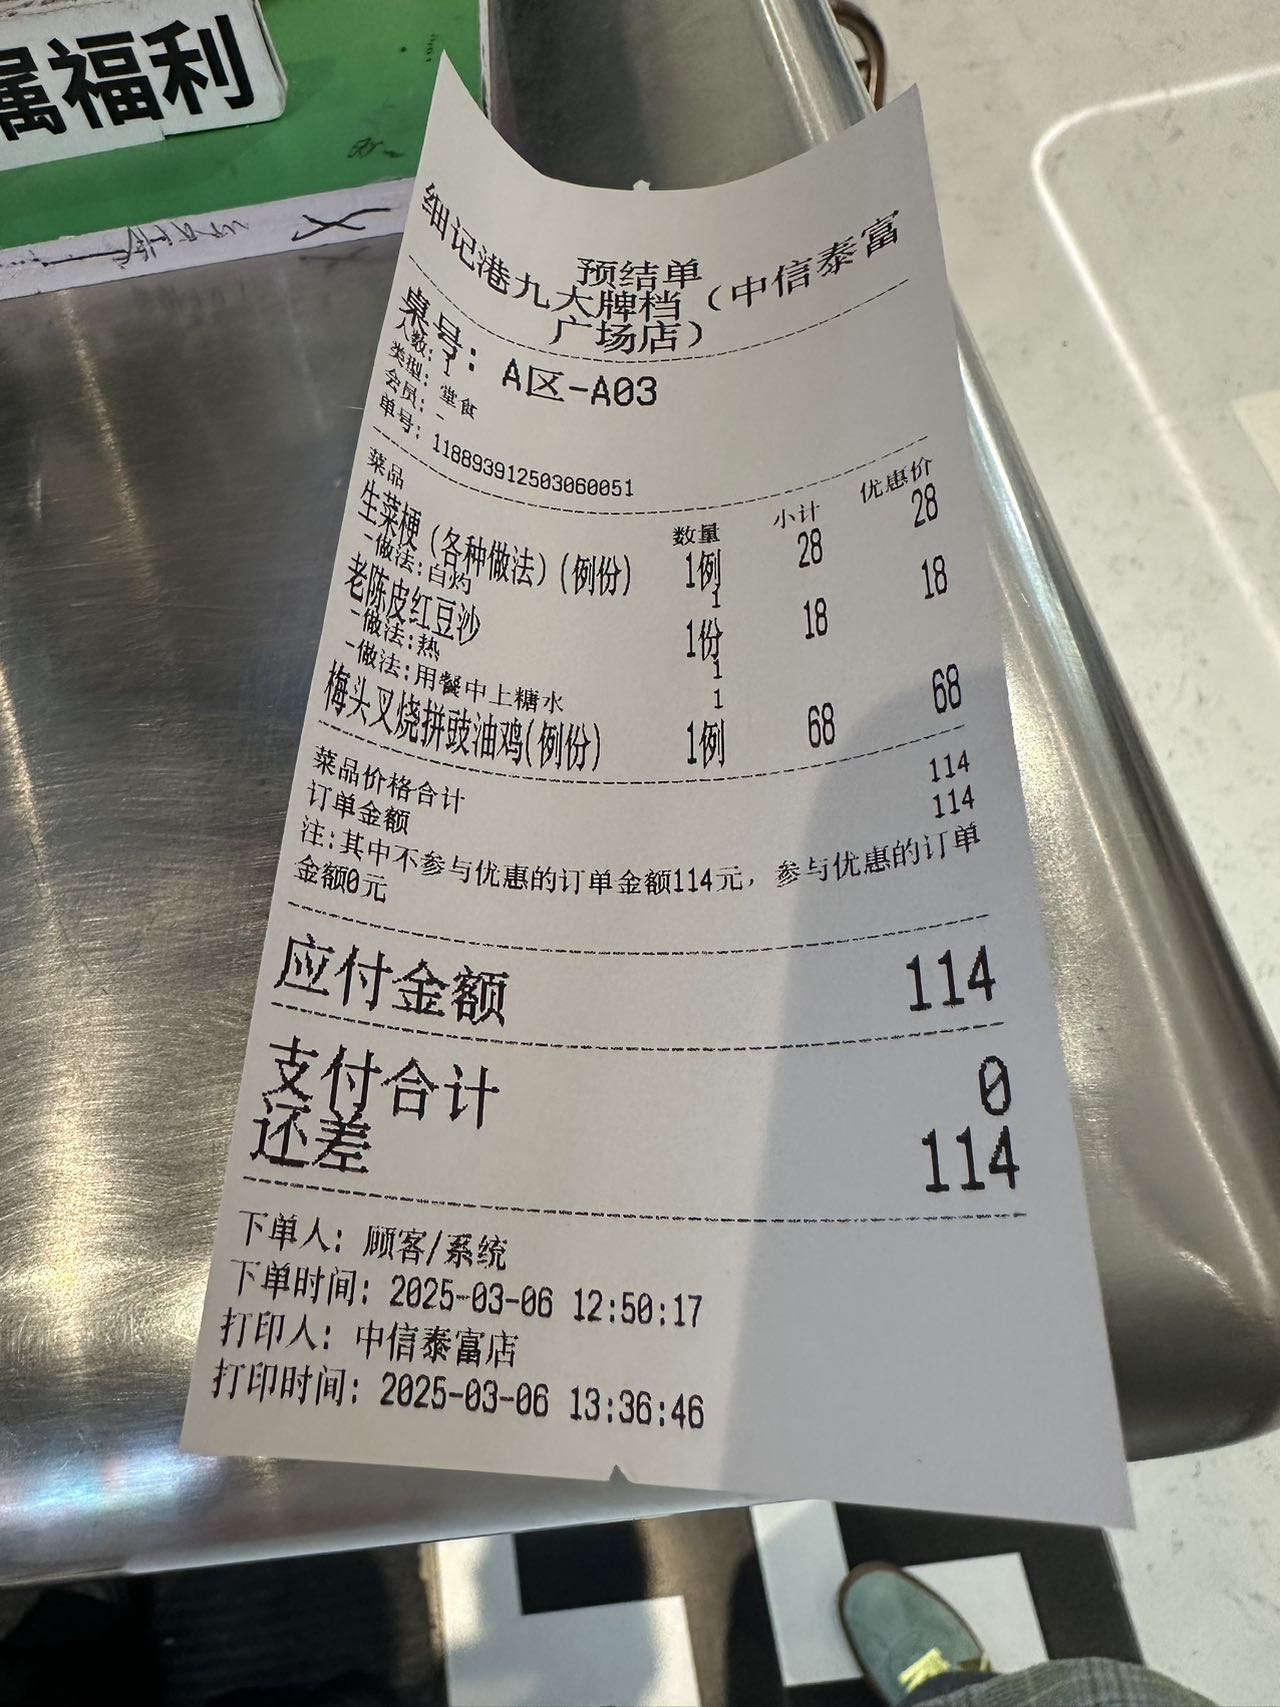 属福利
预结单
细记港九大牌档（中信泰富
广场店）
桌号：A区-A03
人数：1
类型：堂食
会员：-
单号：118893912503060051
菜品 数量 小计 优惠价
生菜梗（各种做法）(例份) 1例 28 28
-做法:白灼 1
老陈皮红豆沙 1份 18 18
-做法:热 1
-做法:用餐中上糖水 1
梅头叉烧拼豉油鸡(例份) 1例 68 68
菜品价格合计 114
订单金额 114
注:其中不参与优惠的订单金额114元，参与优惠的订单
金额0元
应付金额 114
支付合计 0
还差 114
下单人：顾客/系统
下单时间：2025-03-06 12:50:17
打印人：中信泰富店
打印时间：2025-03-06 13:36:46